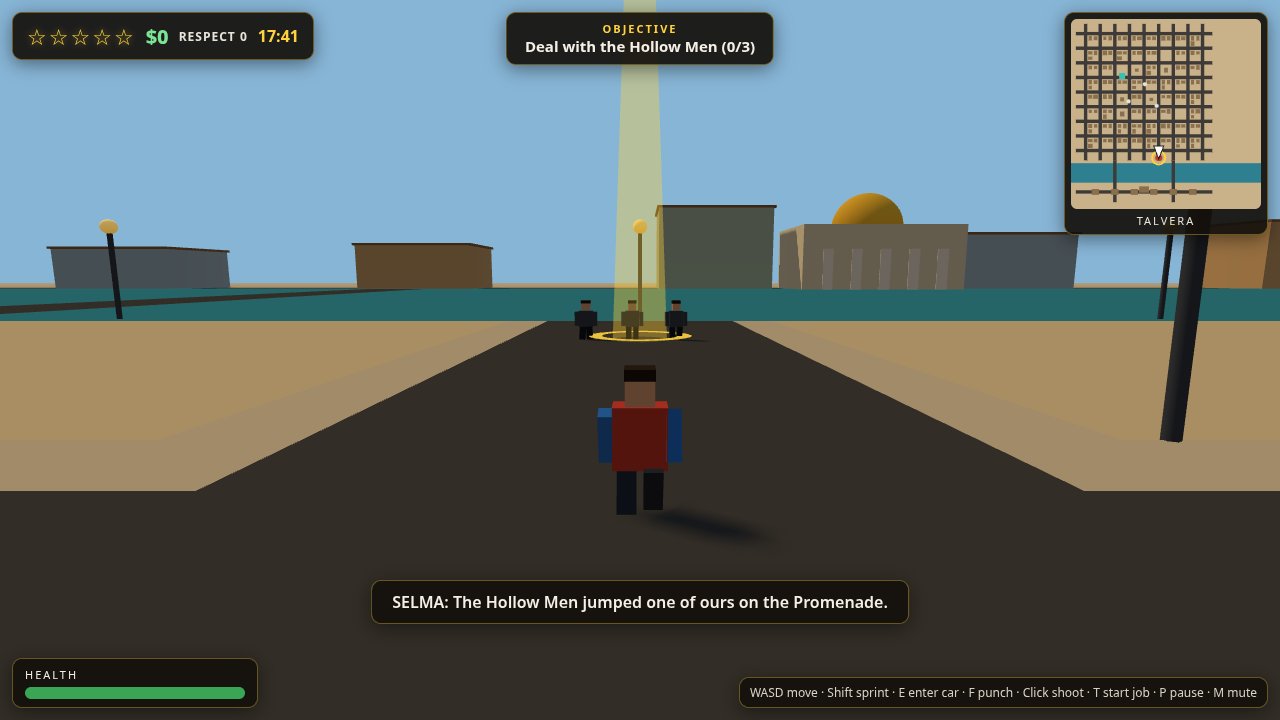 ☆☆☆☆☆ $0 RESPECT 0 17:41
OBJECTIVE
Deal with the Hollow Men (0/3)
TALVERA
SELMA: The Hollow Men jumped one of ours on the Promenade.
HEALTH
WASD move · Shift sprint · E enter car · F punch · Click shoot · T start job · P pause · M mute